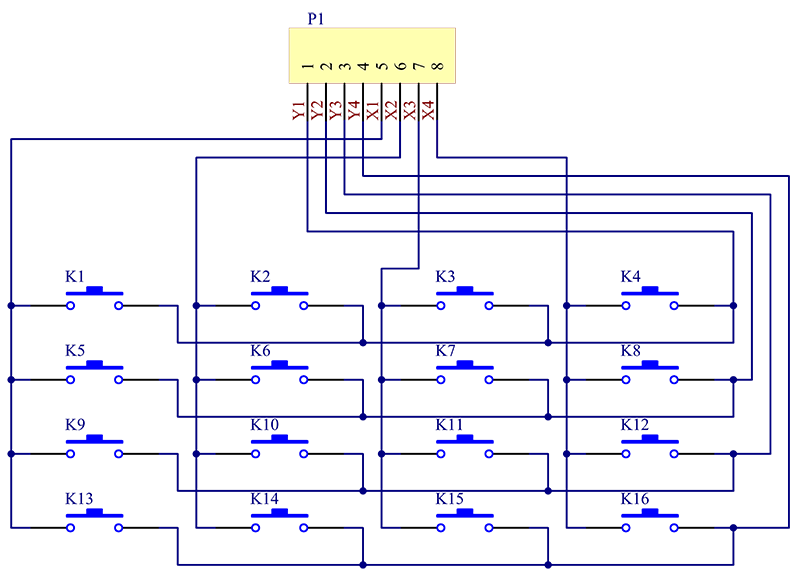 P1
1 2 3 4 5 6 7 8
Y1 Y2 Y3 Y4 X1 X2 X3 X4
K1 K2 K3 K4
K5 K6 K7 K8
K9 K10 K11 K12
K13 K14 K15 K16